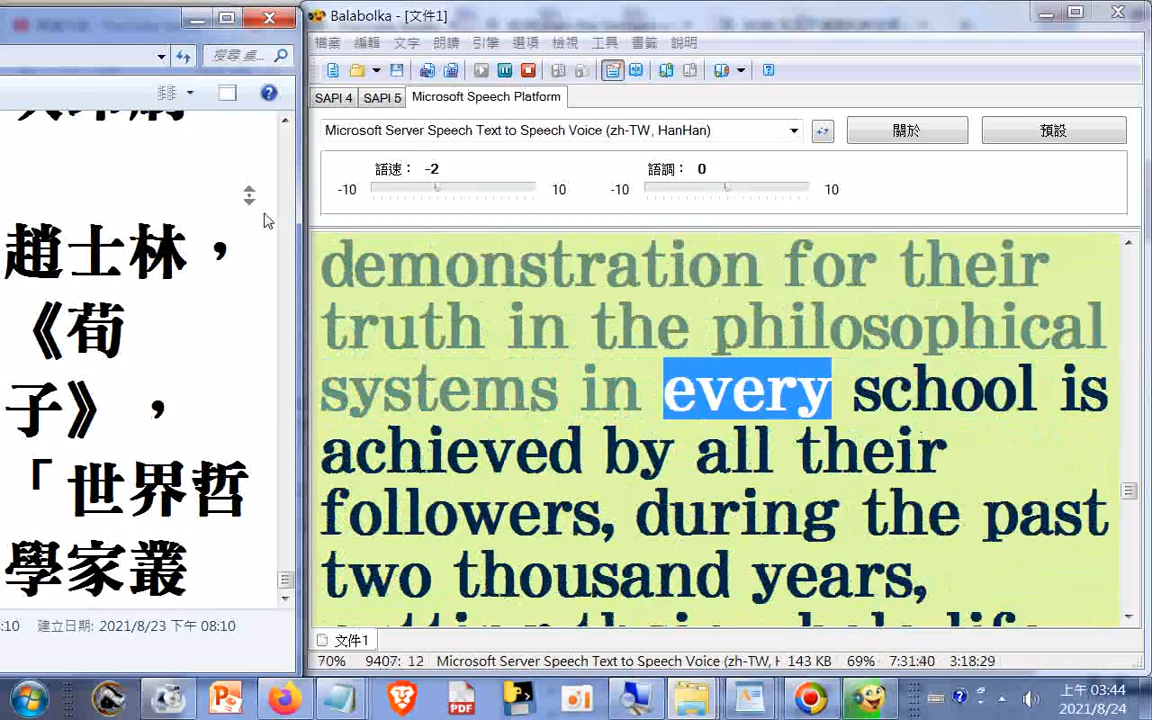 搜尋 桌...
趙士林，
《荀
子》，
「世界哲
學家叢
:10 建立日期: 2021/8/23 下午 08:10
Balabolka - [文件1]
檔案 編輯 文字 朗讀 引擎 選項 檢視 工具 書籤 說明
SAPI 4 SAPI 5 Microsoft Speech Platform
Microsoft Server Speech Text to Speech Voice (zh-TW, HanHan) 關於 預設
語速： -2 語調： 0
-10 10 -10 10
demonstration for their
truth in the philosophical
systems in every school is
achieved by all their
followers, during the past
two thousand years,
文件1
70% 9407: 12 Microsoft Server Speech Text to Speech Voice (zh-TW, H 143 KB 69% 7:31:40 3:18:29
PDF
上午 03:44
2021/8/24